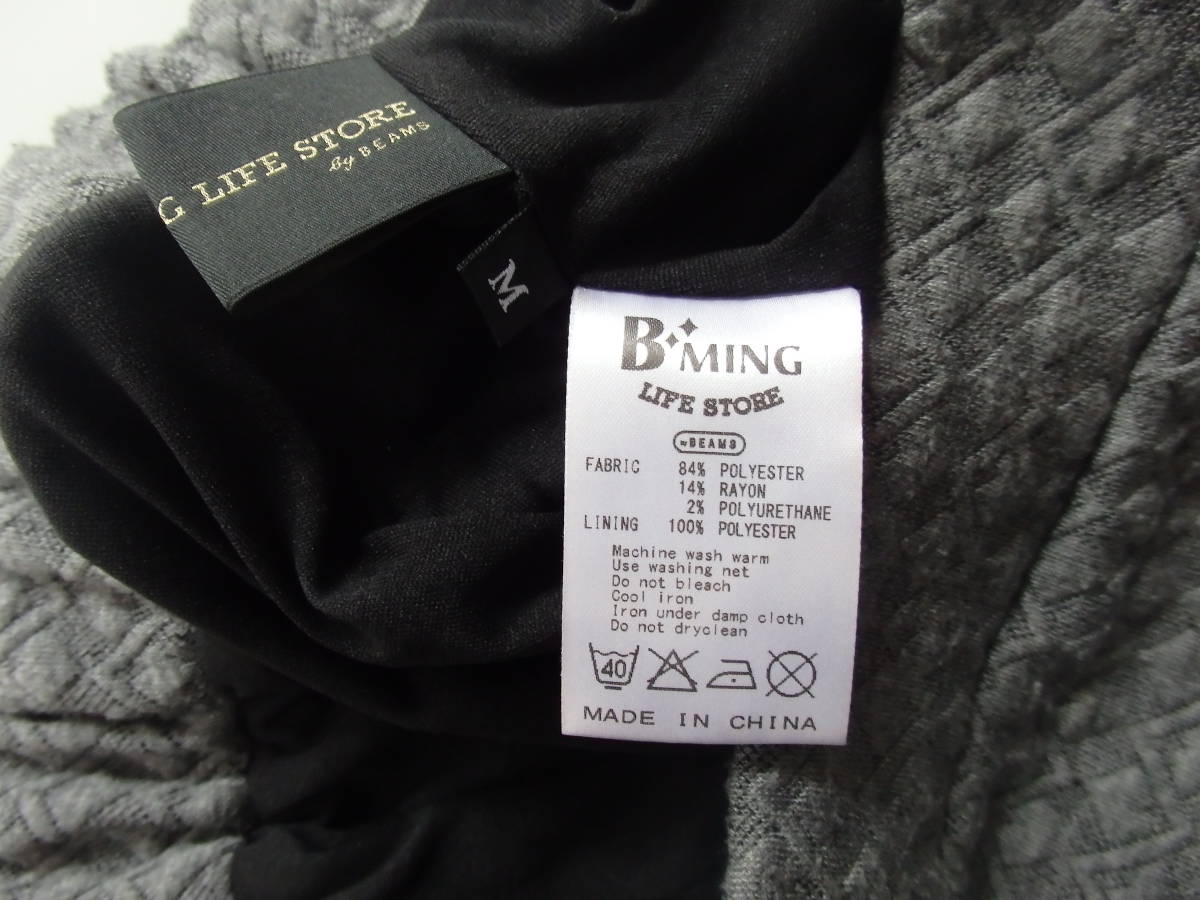 G LIFE STORE
by BEAMS
M
B MING
LIFE STORE
by BEAMS
FABRIC 84% POLYESTER
14% RAYON
2% POLYURETHANE
LINING 100% POLYESTER
Machine wash warm
Use washing net
Do not bleach
Cool iron
Iron under damp cloth
Do not dryclean
40
MADE IN CHINA